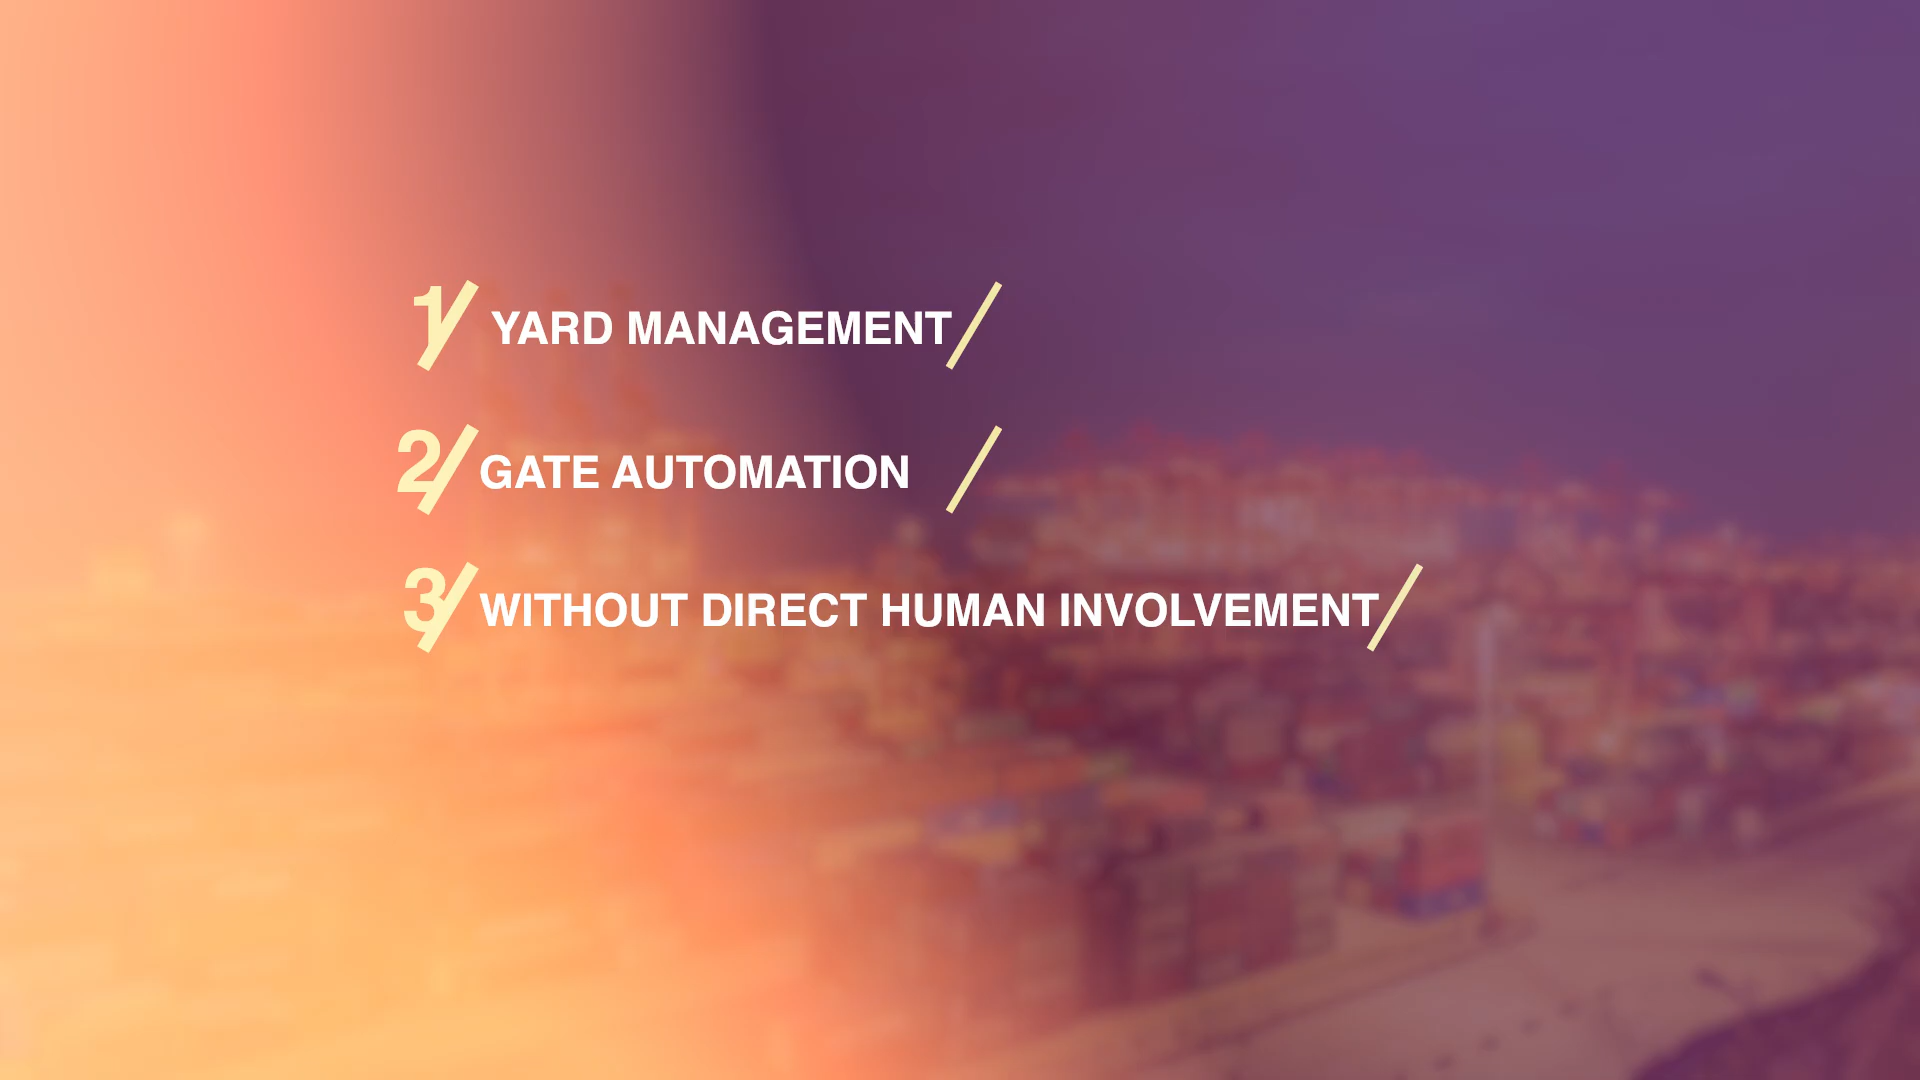 1/ YARD MANAGEMENT /
2/ GATE AUTOMATION /
3/ WITHOUT DIRECT HUMAN INVOLVEMENT /